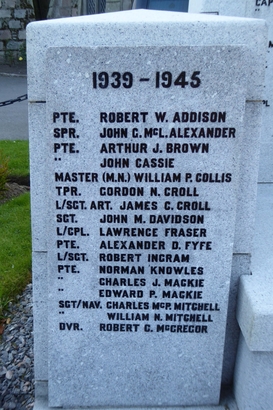 1939 - 1945
PTE. ROBERT W. ADDISON
SPR. JOHN G. McL. ALEXANDER
PTE. ARTHUR J. BROWN
" JOHN CASSIE
MASTER (M.N.) WILLIAM P. COLLIS
TPR. GORDON N. CROLL
L/SGT. ART. JAMES C. CROLL
SGT. JOHN M. DAVIDSON
L/CPL. LAWRENCE FRASER
PTE. ALEXANDER D. FYFE
L/SGT. ROBERT INGRAM
PTE. NORMAN KNOWLES
" CHARLES J. MACKIE
" EDWARD P. MACKIE
SGT/NAV. CHARLES McP. MITCHELL
" WILLIAM N. MITCHELL
DVR. ROBERT G. McGREGOR